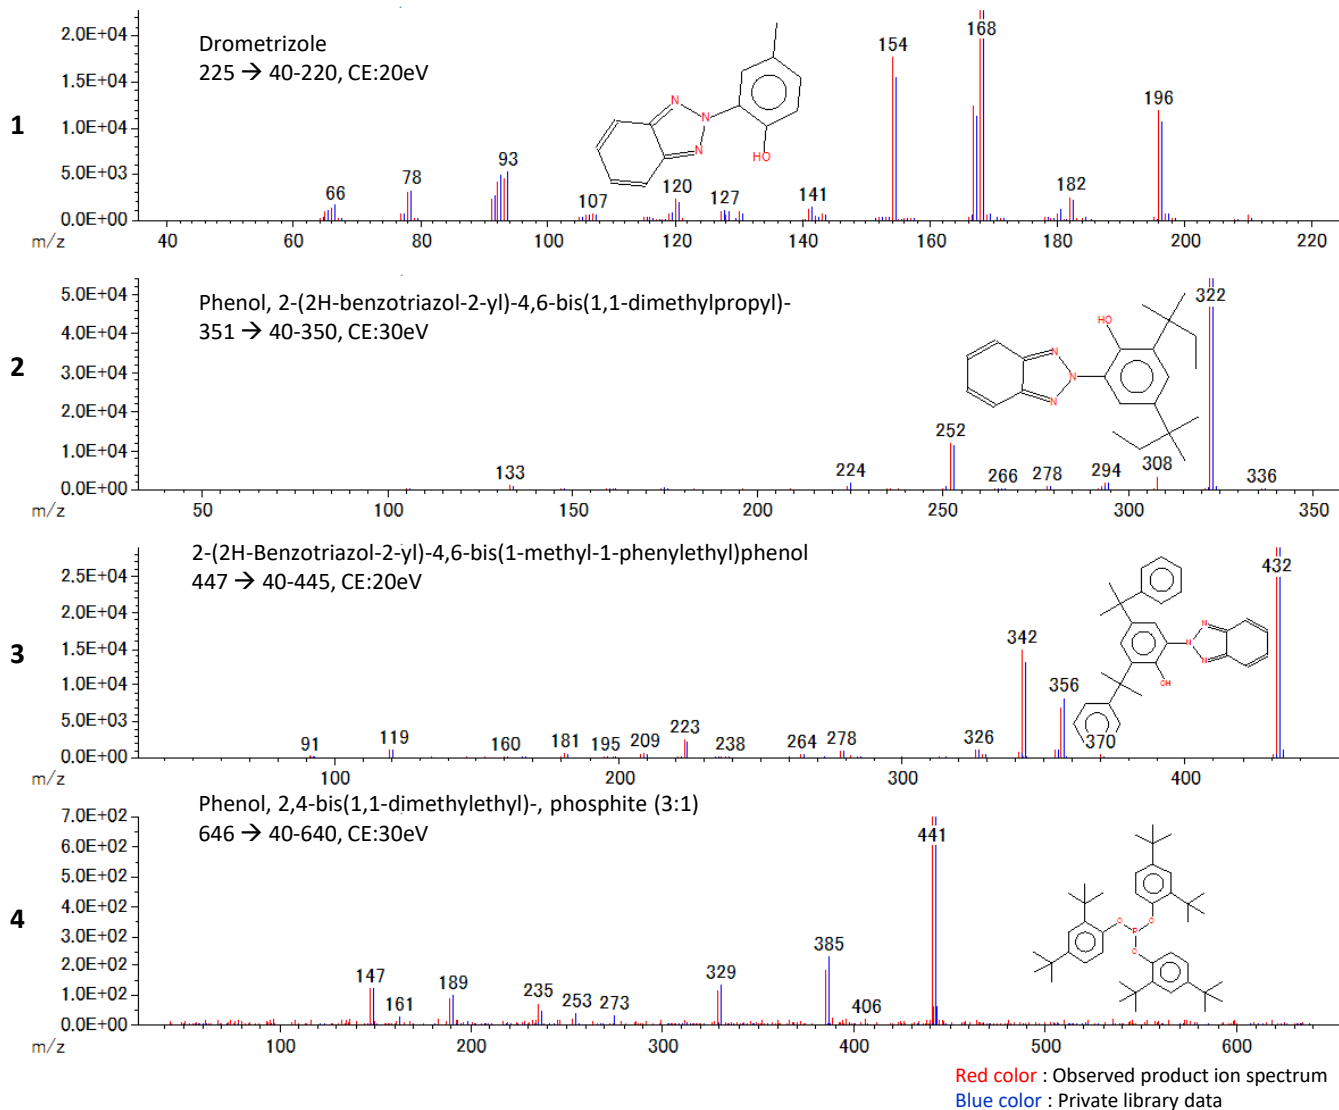 1
Drometrizole
225 → 40-220, CE:20eV
2.0E+04
1.5E+04
1.0E+04
5.0E+03
0.0E+00
66
78
93
107
120
127
141
154
168
182
196
N
N
N
HO
m/z
40
60
80
100
120
140
160
180
200
220
2
Phenol, 2-(2H-benzotriazol-2-yl)-4,6-bis(1,1-dimethylpropyl)-
351 → 40-350, CE:30eV
5.0E+04
4.0E+04
3.0E+04
2.0E+04
1.0E+04
0.0E+00
133
224
252
266
278
294
308
322
336
HO
N
N
N
m/z
50
100
150
200
250
300
350
3
2-(2H-Benzotriazol-2-yl)-4,6-bis(1-methyl-1-phenylethyl)phenol
447 → 40-445, CE:20eV
2.5E+04
2.0E+04
1.5E+04
1.0E+04
5.0E+03
0.0E+00
91
119
160
181
195
209
223
238
264
278
326
342
356
370
432
N
N
N
OH
m/z
100
200
300
400
4
Phenol, 2,4-bis(1,1-dimethylethyl)-, phosphite (3:1)
646 → 40-640, CE:30eV
7.0E+02
6.0E+02
5.0E+02
4.0E+02
3.0E+02
2.0E+02
1.0E+02
0.0E+00
147
161
189
235
253
273
329
385
406
441
O
P
O
O
m/z
100
200
300
400
500
600
Red color : Observed product ion spectrum
Blue color : Private library data